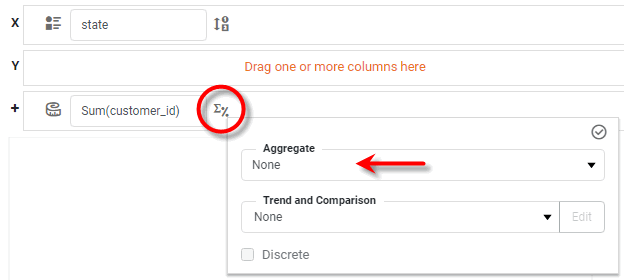 X state
Y Drag one or more columns here
+ Sum(customer_id) Σ%
Aggregate
None
Trend and Comparison
None Edit
Discrete